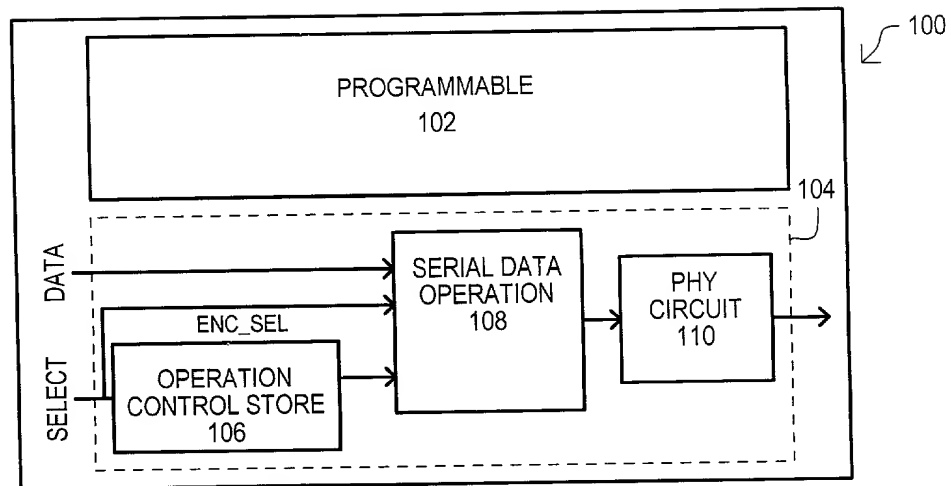 100
PROGRAMMABLE
102
104
DATA
SERIAL DATA
OPERATION
108
PHY
CIRCUIT
110
ENC_SEL
SELECT
OPERATION
CONTROL STORE
106